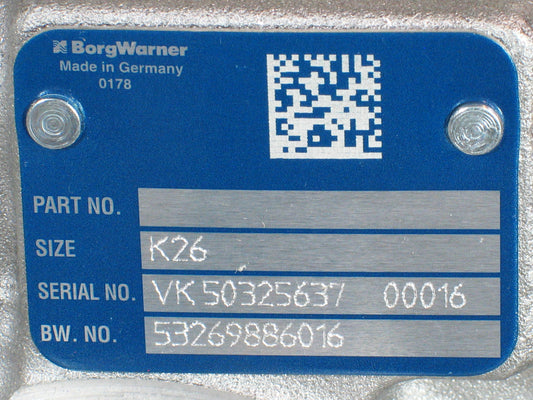 BorgWarner
Made in Germany
0178
PART NO.
SIZE K26
SERIAL NO. VK 50325637 00016
BW. NO. 53269886016